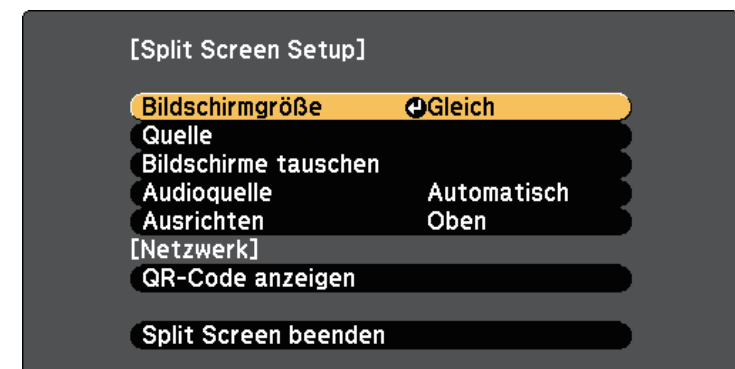 [Split Screen Setup]
Bildschirmgröße Gleich
Quelle
Bildschirme tauschen
Audioquelle Automatisch
Ausrichten Oben
[Netzwerk]
QR-Code anzeigen
Split Screen beenden